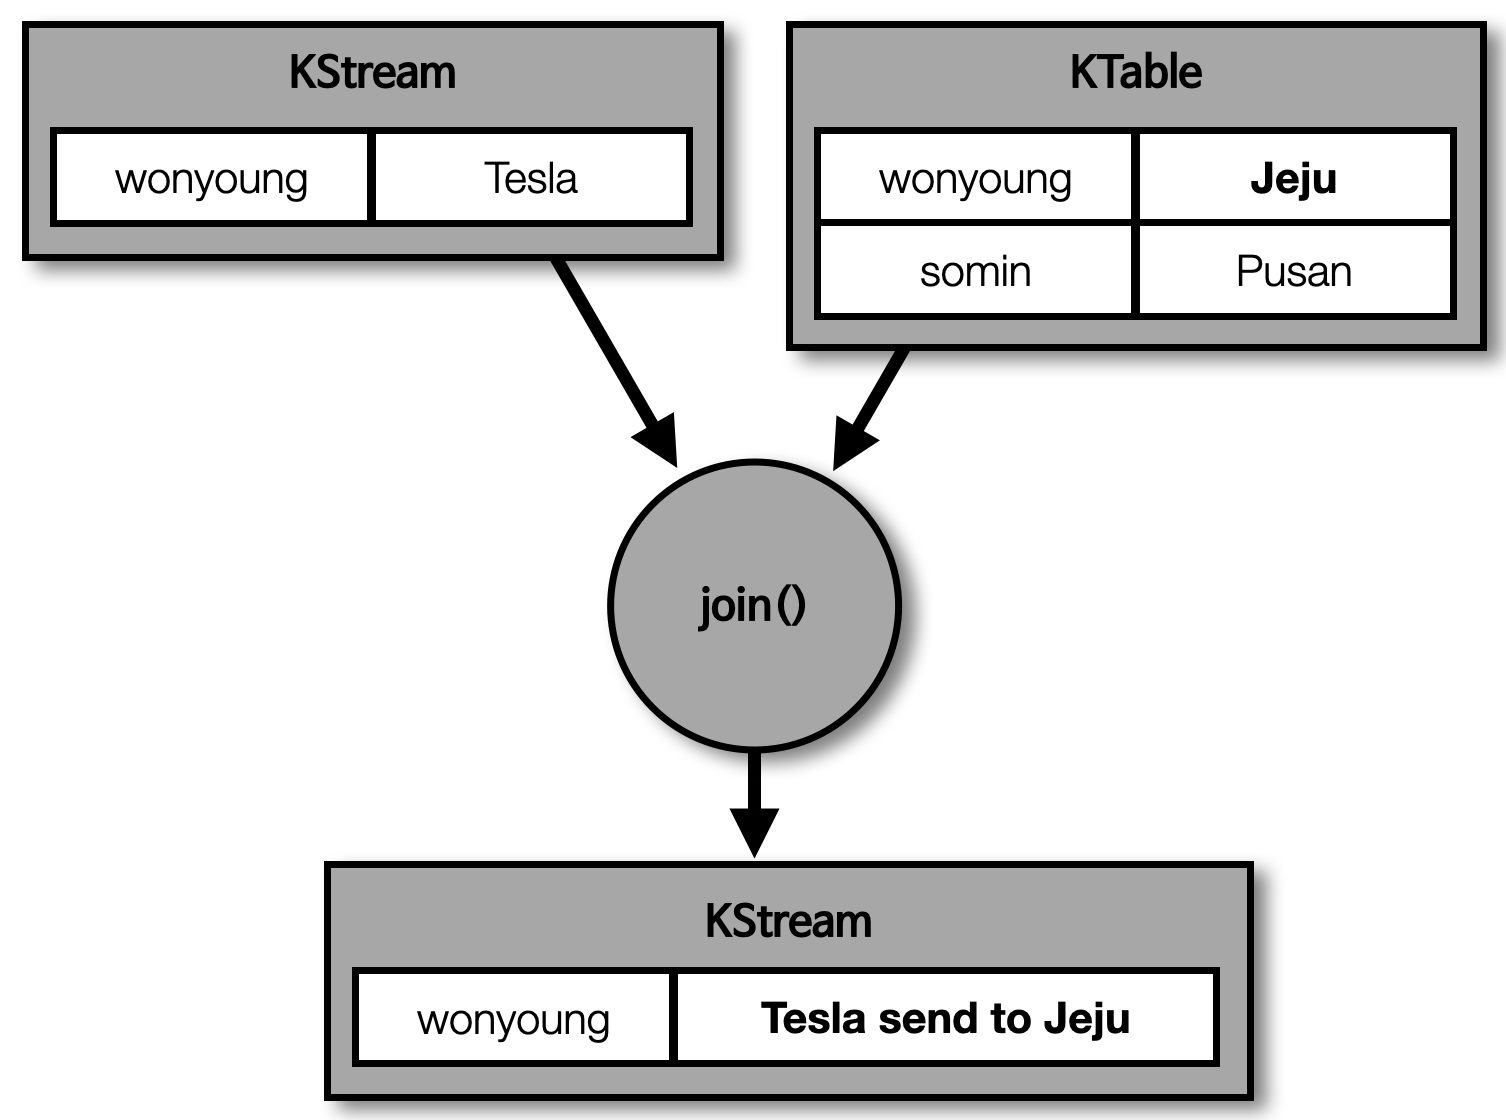 KStream
wonyoung Tesla
KTable
wonyoung Jeju
somin Pusan
join()
KStream
wonyoung Tesla send to Jeju